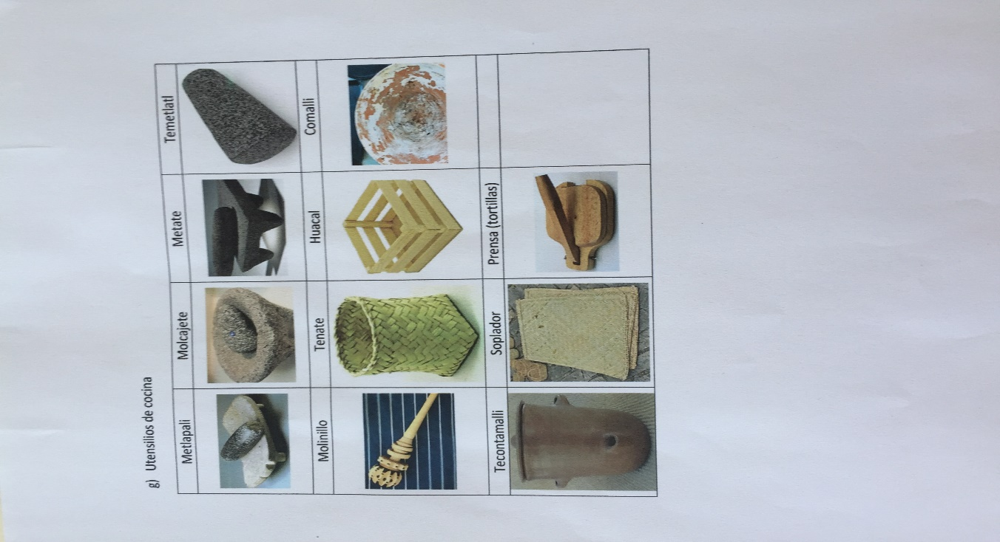 g) Utensilios de cocina
Metlapali Molcajete Metate Temetlatl
Molinillo Tenate Huacal Comalli
Tecontamalli Soplador Prensa (tortillas)